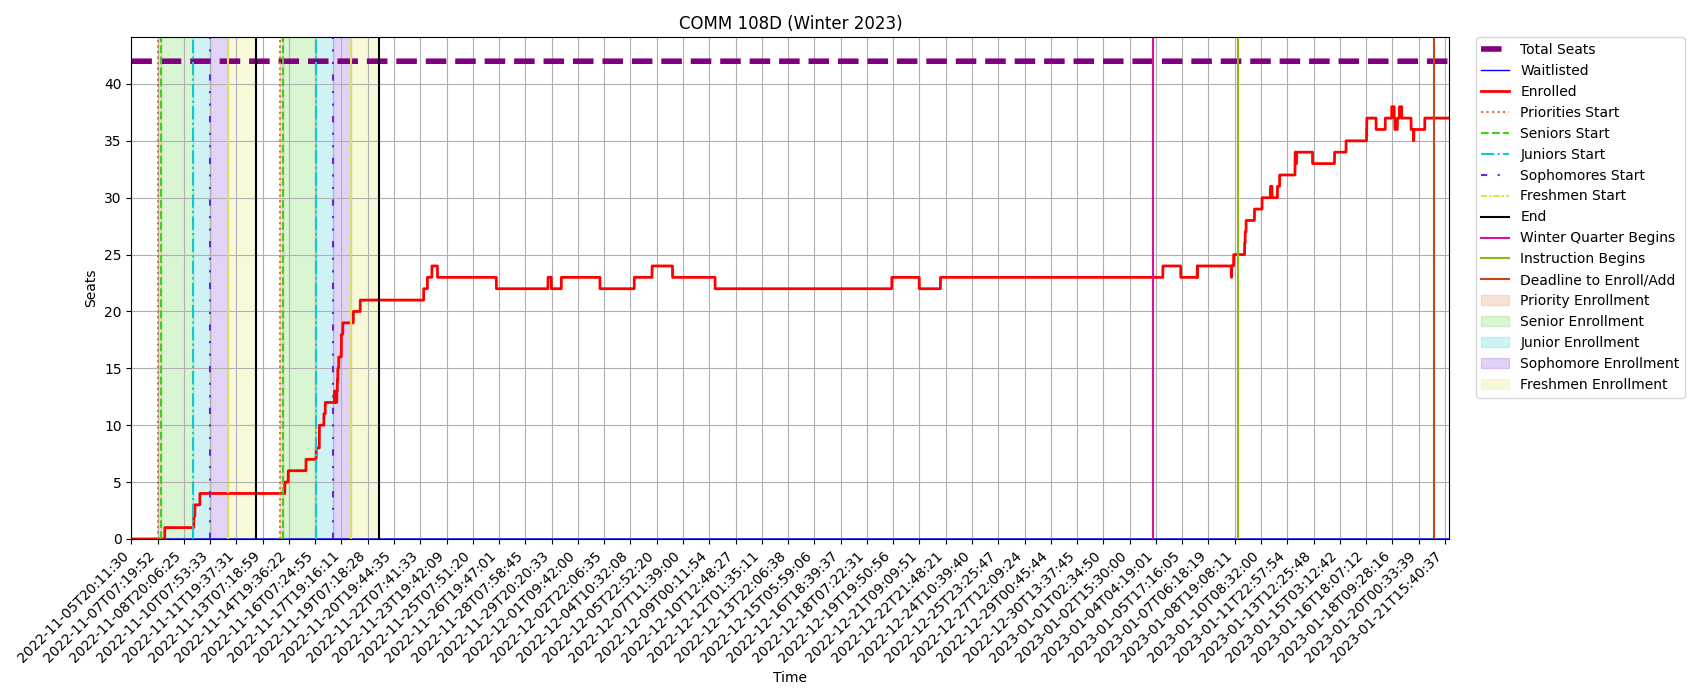 COMM 108D (Winter 2023)
Seats
40
35
30
25
20
15
10
5
0
2022-11-05T20:11:30
2022-11-07T07:19:52
2022-11-08T20:06:25
2022-11-10T07:53:33
2022-11-11T19:37:31
2022-11-13T07:18:59
2022-11-14T19:36:22
2022-11-16T07:24:55
2022-11-17T19:16:11
2022-11-19T07:18:28
2022-11-20T19:44:35
2022-11-22T07:41:33
2022-11-23T19:42:09
2022-11-25T07:51:20
2022-11-26T19:47:01
2022-11-28T07:58:45
2022-11-29T20:20:33
2022-12-01T09:42:00
2022-12-02T22:06:35
2022-12-04T10:32:08
2022-12-05T22:52:20
2022-12-07T11:39:00
2022-12-09T00:11:54
2022-12-10T12:48:27
2022-12-12T01:35:11
2022-12-13T22:06:38
2022-12-15T05:59:06
2022-12-16T18:39:37
2022-12-18T07:22:31
2022-12-19T19:50:56
2022-12-21T09:09:51
2022-12-22T21:48:21
2022-12-24T10:39:40
2022-12-25T23:25:47
2022-12-27T12:09:24
2022-12-29T00:45:44
2022-12-30T13:37:45
2023-01-01T02:34:50
2023-01-02T15:30:00
2023-01-04T04:19:01
2023-01-05T17:16:05
2023-01-07T06:18:19
2023-01-08T19:08:11
2023-01-10T08:32:00
2023-01-11T22:57:54
2023-01-13T12:25:48
2023-01-15T03:12:42
2023-01-16T18:07:12
2023-01-18T09:28:16
2023-01-20T00:33:39
2023-01-21T15:40:37
Time
Total Seats
Waitlisted
Enrolled
Priorities Start
Seniors Start
Juniors Start
Sophomores Start
Freshmen Start
End
Winter Quarter Begins
Instruction Begins
Deadline to Enroll/Add
Priority Enrollment
Senior Enrollment
Junior Enrollment
Sophomore Enrollment
Freshmen Enrollment